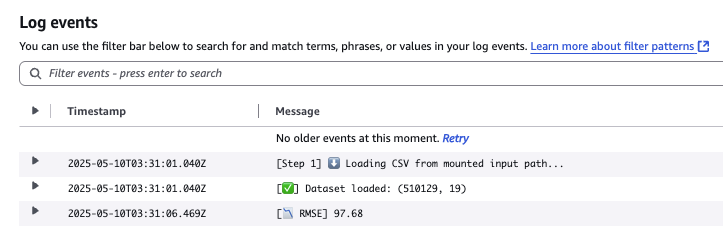 Log events
You can use the filter bar below to search for and match terms, phrases, or values in your log events. Learn more about filter patterns
Filter events - press enter to search
Timestamp Message
No older events at this moment. Retry
2025-05-10T03:31:01.040Z [Step 1] ⬇️ Loading CSV from mounted input path...
2025-05-10T03:31:01.040Z [✅] Dataset loaded: (510129, 19)
2025-05-10T03:31:06.469Z [📉 RMSE] 97.68